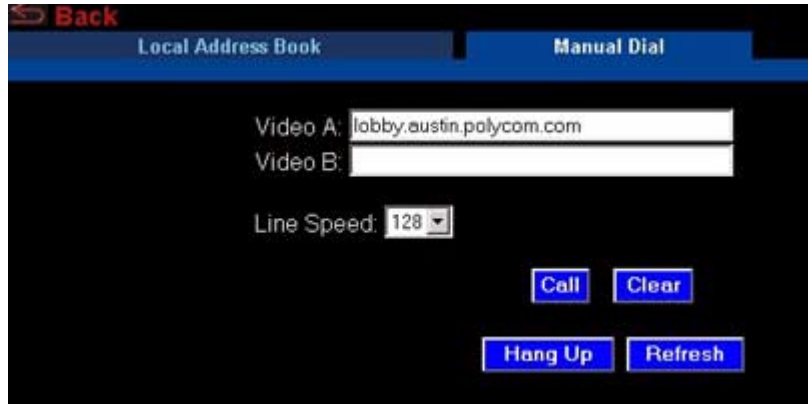 Back
Local Address Book Manual Dial
Video A: lobby.austin.polycom.com
Video B:
Line Speed: 128
Call Clear
Hang Up Refresh